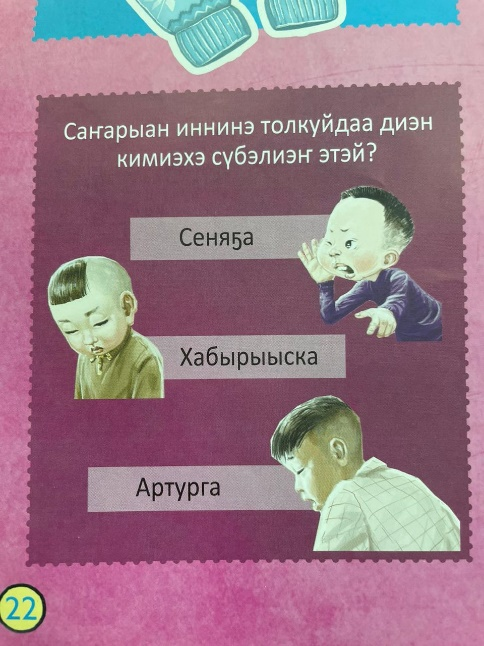 Саҥарыан иннинэ толкуйдаа диэн
кимиэхэ сүбэлиэҥ этэй?
Сеняҕа
Хабырыыска
Артурга
22